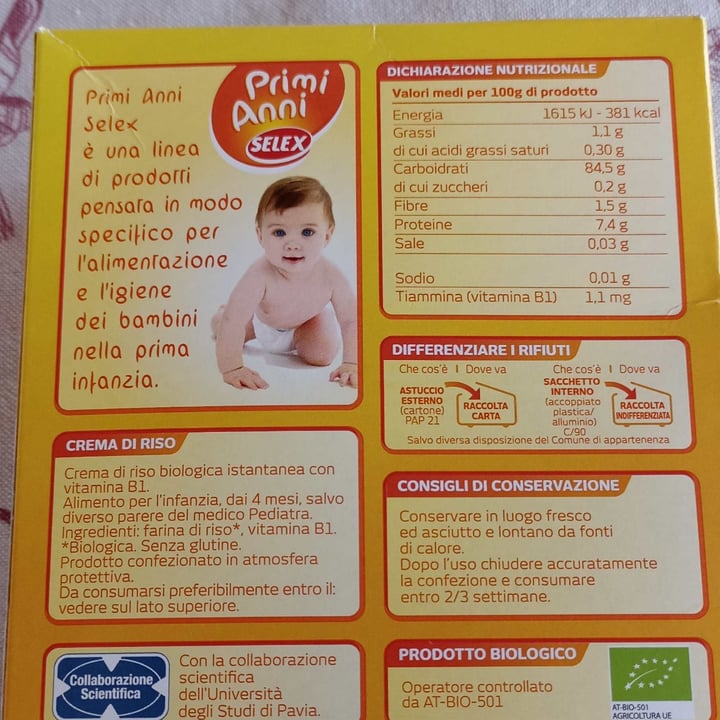 Primi Anni
Selex
è una linea
di prodotti
pensata in modo
specifico per
l'alimentazione
e l'igiene
dei bambini
nella prima
infanzia.
Primi
Anni
SELEX
DICHIARAZIONE NUTRIZIONALE
Valori medi per 100g di prodotto
Energia 1615 kJ - 381 kcal
Grassi 1,1 g
di cui acidi grassi saturi 0,30 g
Carboidrati 84,5 g
di cui zuccheri 0,2 g
Fibre 1,5 g
Proteine 7,4 g
Sale 0,03 g
Sodio 0,01 g
Tiammina (vitamina B1) 1,1 mg
DIFFERENZIARE I RIFIUTI
Che cos'è | Dove va
ASTUCCIO
ESTERNO
(cartone)
PAP 21
RACCOLTA
CARTA
Che cos'è | Dove va
SACCHETTO
INTERNO
(accoppiato
plastica/
alluminio)
C/90
RACCOLTA
INDIFFERENZIATA
Salvo diversa disposizione del Comune di appartenenza
CREMA DI RISO
Crema di riso biologica istantanea con
vitamina B1.
Alimento per l'infanzia, dai 4 mesi, salvo
diverso parere del medico Pediatra.
Ingredienti: farina di riso*, vitamina B1.
*Biologica. Senza glutine.
Prodotto confezionato in atmosfera
protettiva.
Da consumarsi preferibilmente entro il:
vedere sul lato superiore.
CONSIGLI DI CONSERVAZIONE
Conservare in luogo fresco
ed asciutto e lontano da fonti
di calore.
Dopo l'uso chiudere accuratamente
la confezione e consumare
entro 2/3 settimane.
Collaborazione
Scientifica
Con la collaborazione
scientifica
dell'Università
degli Studi di Pavia.
PRODOTTO BIOLOGICO
Operatore controllato
da AT-BIO-501
AT-BIO-501
AGRICOLTURA UE